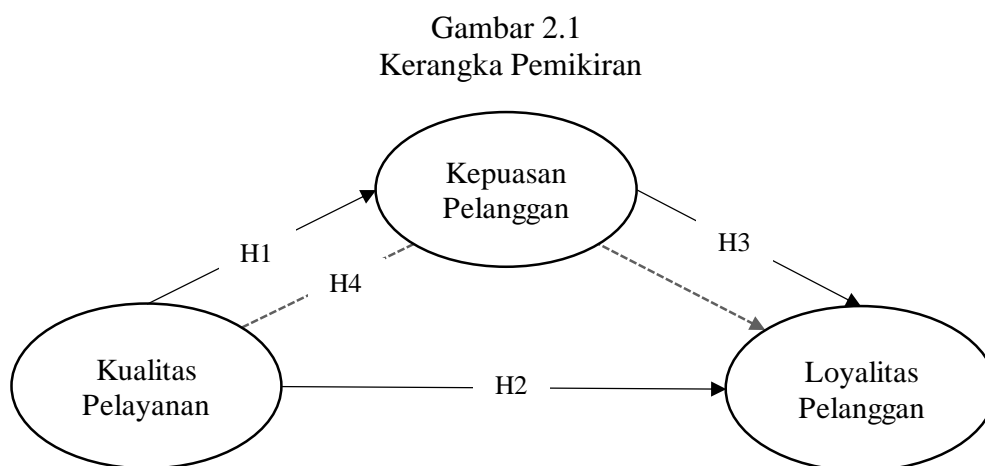 Gambar 2.1
Kerangka Pemikiran
Kepuasan
Pelanggan
H1
H3
H4
Kualitas
Pelayanan
H2
Loyalitas
Pelanggan